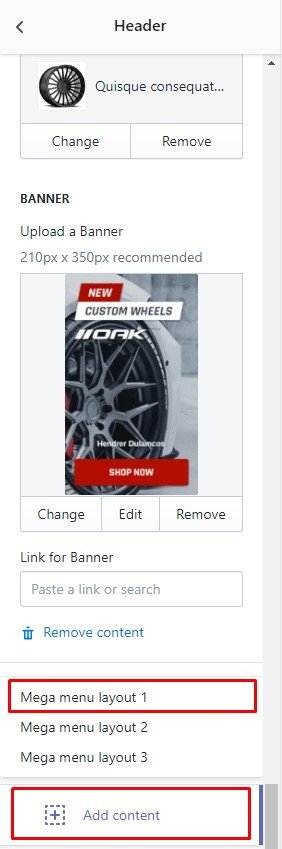 Header
Quisque consequat...
Change Remove
BANNER
Upload a Banner
210px x 350px recommended
NEW
CUSTOM WHEELS
OAK
Hendrer Dulamcos
SHOP NOW
Change Edit Remove
Link for Banner
Paste a link or search
Remove content
Mega menu layout 1
Mega menu layout 2
Mega menu layout 3
Add content